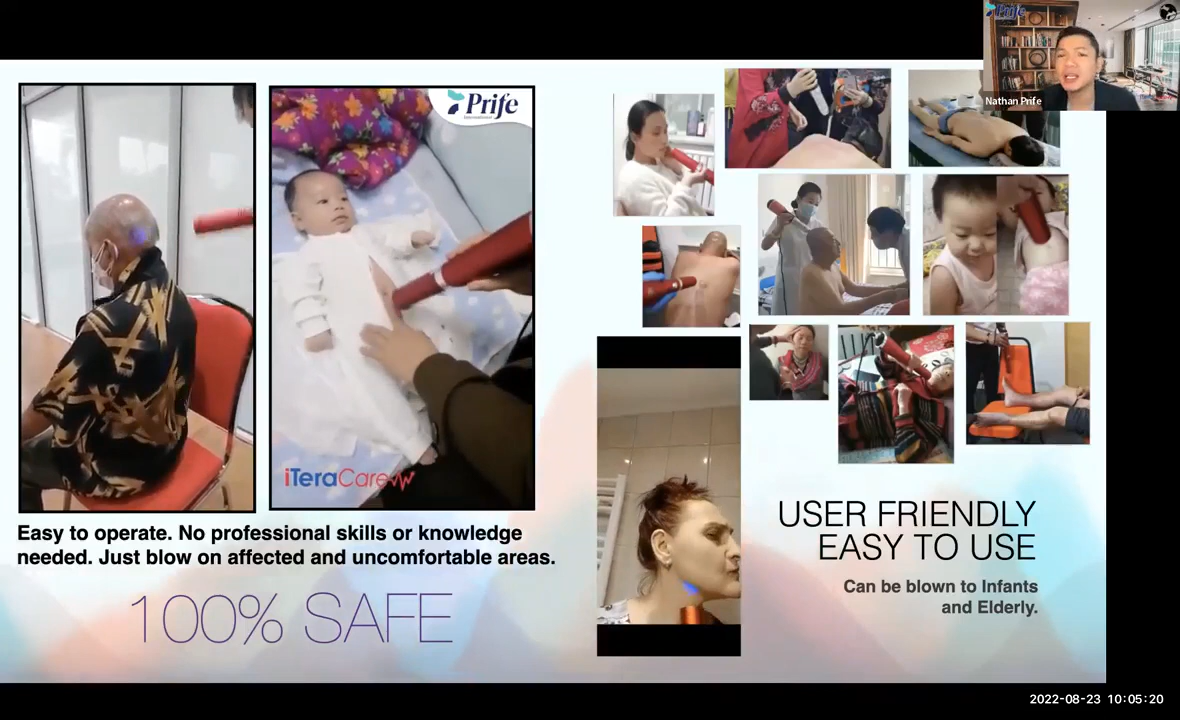 Prife
Nathan Prife
Prife
International
iTeraCare
Easy to operate. No professional skills or knowledge
needed. Just blow on affected and uncomfortable areas.
100% SAFE
USER FRIENDLY
EASY TO USE
Can be blown to Infants
and Elderly.
2022-08-23 10:05:20